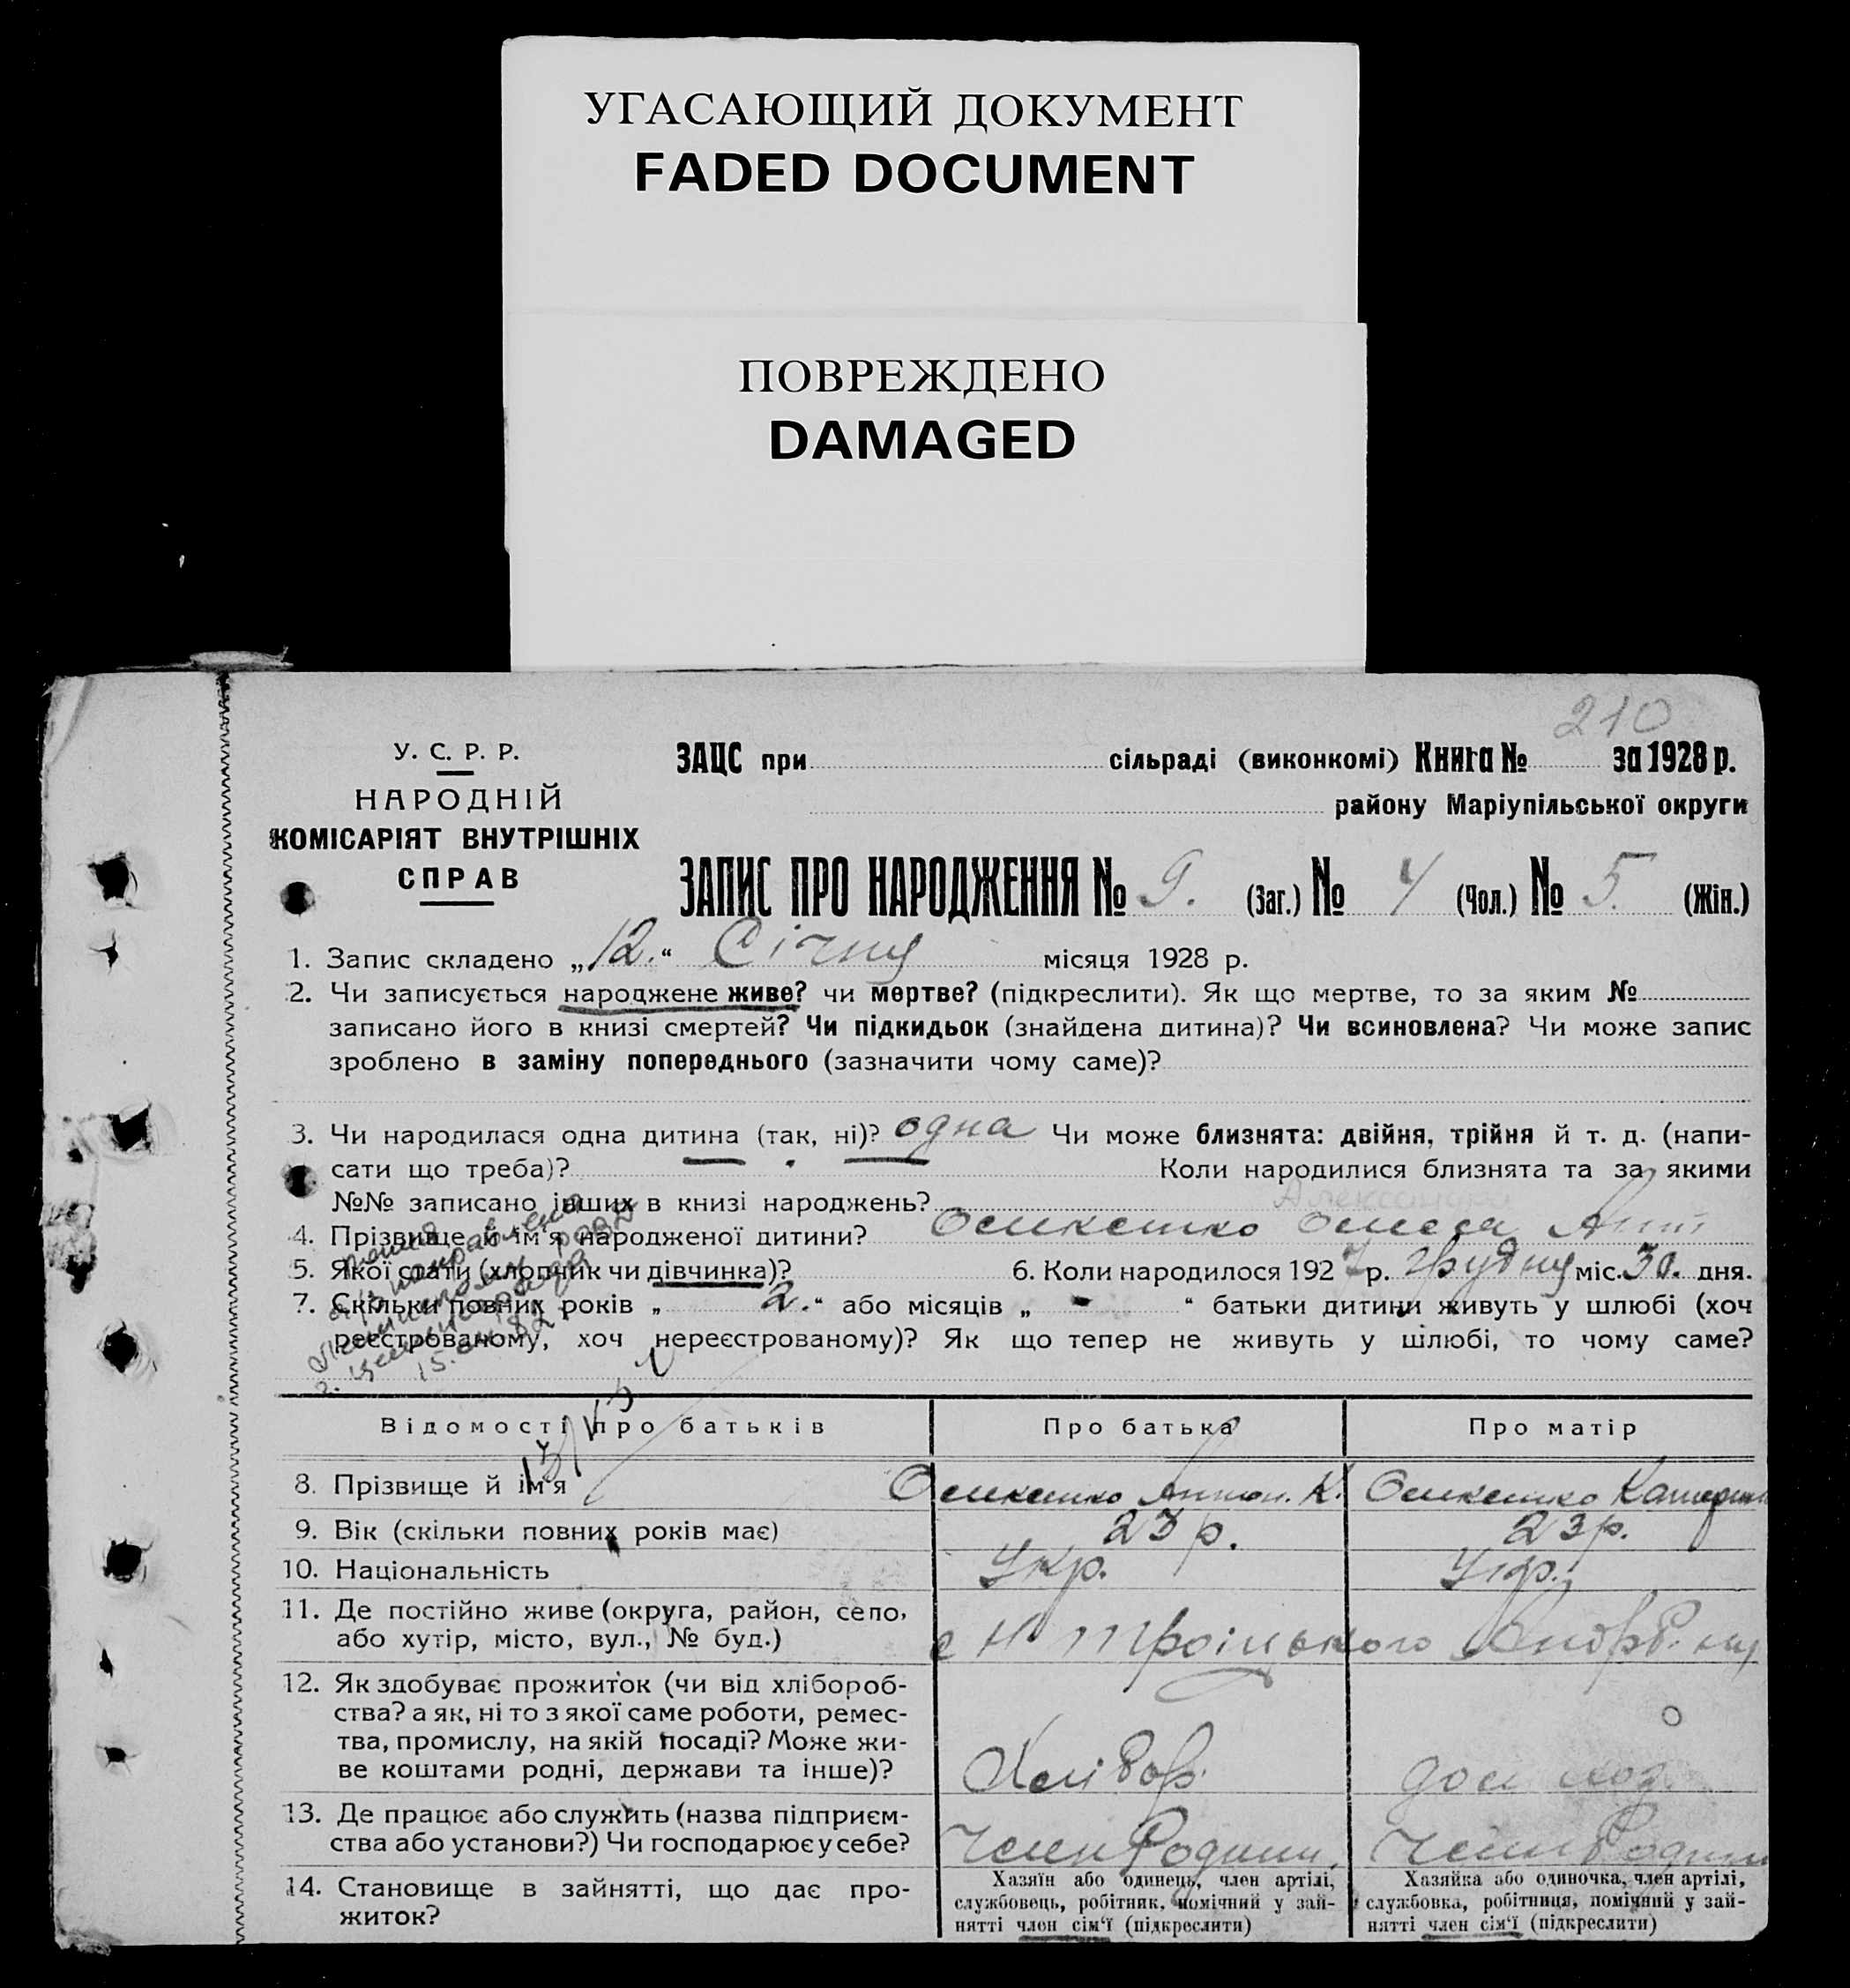 УГАСАЮЩИЙ ДОКУМЕНТ
FADED DOCUMENT
ПОВРЕЖДЕНО
DAMAGED
210
У. С. Р. Р.
НАРОДНІЙ
КОМІСАРІЯТ ВНУТРІШНІХ
СПРАВ
ЗАЦС при сільраді (виконкомі) Книга № за 1928 р.
району Маріупільської округи
ЗАПИС ПРО НАРОДЖЕННЯ № 9. (Заг.) № 4 (Чол.) № 5. (Жін.)
1. Запис складено „12.“ Січня місяця 1928 р.
2. Чи записується народжене живе? чи мертве? (підкреслити). Як що мертве, то за яким №
записано його в книзі смертей? Чи підкидьок (знайдена дитина)? Чи всиновлена? Чи може запис
зроблено в заміну попереднього (зазначити чому саме)?
3. Чи народилася одна дитина (так, ні)? одна Чи може близнята: двійня, трійня й т. д. (напи-
сати що треба)? Коли народилися близнята та за якими
№№ записано інших в книзі народжень?
Александра
4. Прізвище й ім'я народженої дитини?
5. Якої стати (хлопчик чи дівчинка)? 6. Коли народилось 1927 р. Грудня міс. 30. дня.
7. Скільки повних років „ 2. “ або місяців „ - “ батьки дитини живуть у шлюбі (хоч
реєстрованому, хоч нереєстрованому)? Як що тепер не живуть у шлюбі, то чому саме?
Відомості про батьків Про батька Про матір
8. Прізвище й ім'я Антон. К. Катерин
9. Вік (скільки повних років має) 23 р. 23 р.
10. Національність Укр. Укр.
11. Де постійно живе (округа, район, село,
або хутір, місто, вул., № буд.) с Н Троіцького
12. Як здобуває прожиток (чи від хлібороб-
ства? а як, ні то з якої саме роботи, ремес-
тва, промислу, на якій посаді? Може жи-
ве коштами родні, держави та інше)? Хлібор. дом
13. Де працює або служить (назва підприєм-
ства або установи?) Чи господарює у себе? Член Родини Член Родини
14. Становище в зайнятті, що дає про-
житок?
Хазяїн або одинець, член артілі,
службовець, робітник, помічний у зай-
нятті член сім'ї (підкреслити)
Хазяйка або одиночка, член артілі,
службовка, робітниця, помічний у зай-
нятті член сім'ї (підкреслити)